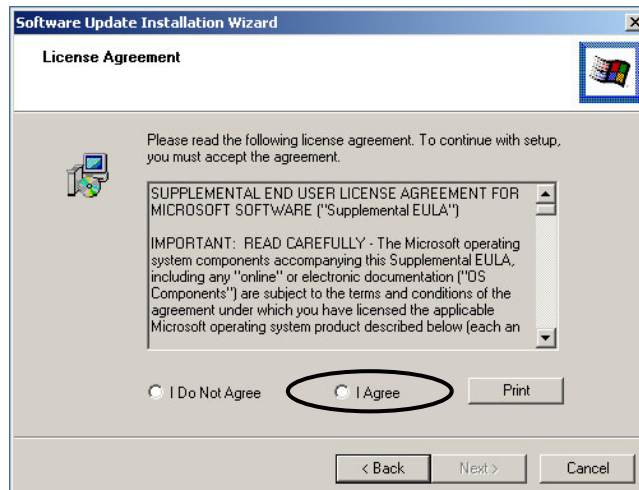 Software Update Installation Wizard
License Agreement
Please read the following license agreement. To continue with setup,
you must accept the agreement.
SUPPLEMENTAL END USER LICENSE AGREEMENT FOR
MICROSOFT SOFTWARE ("Supplemental EULA")
IMPORTANT:  READ CAREFULLY - The Microsoft operating
system components accompanying this Supplemental EULA,
including any "online" or electronic documentation ("OS
Components") are subject to the terms and conditions of the
agreement under which you have licensed the applicable
Microsoft operating system product described below (each an
I Do Not Agree
I Agree
Print
< Back
Next >
Cancel